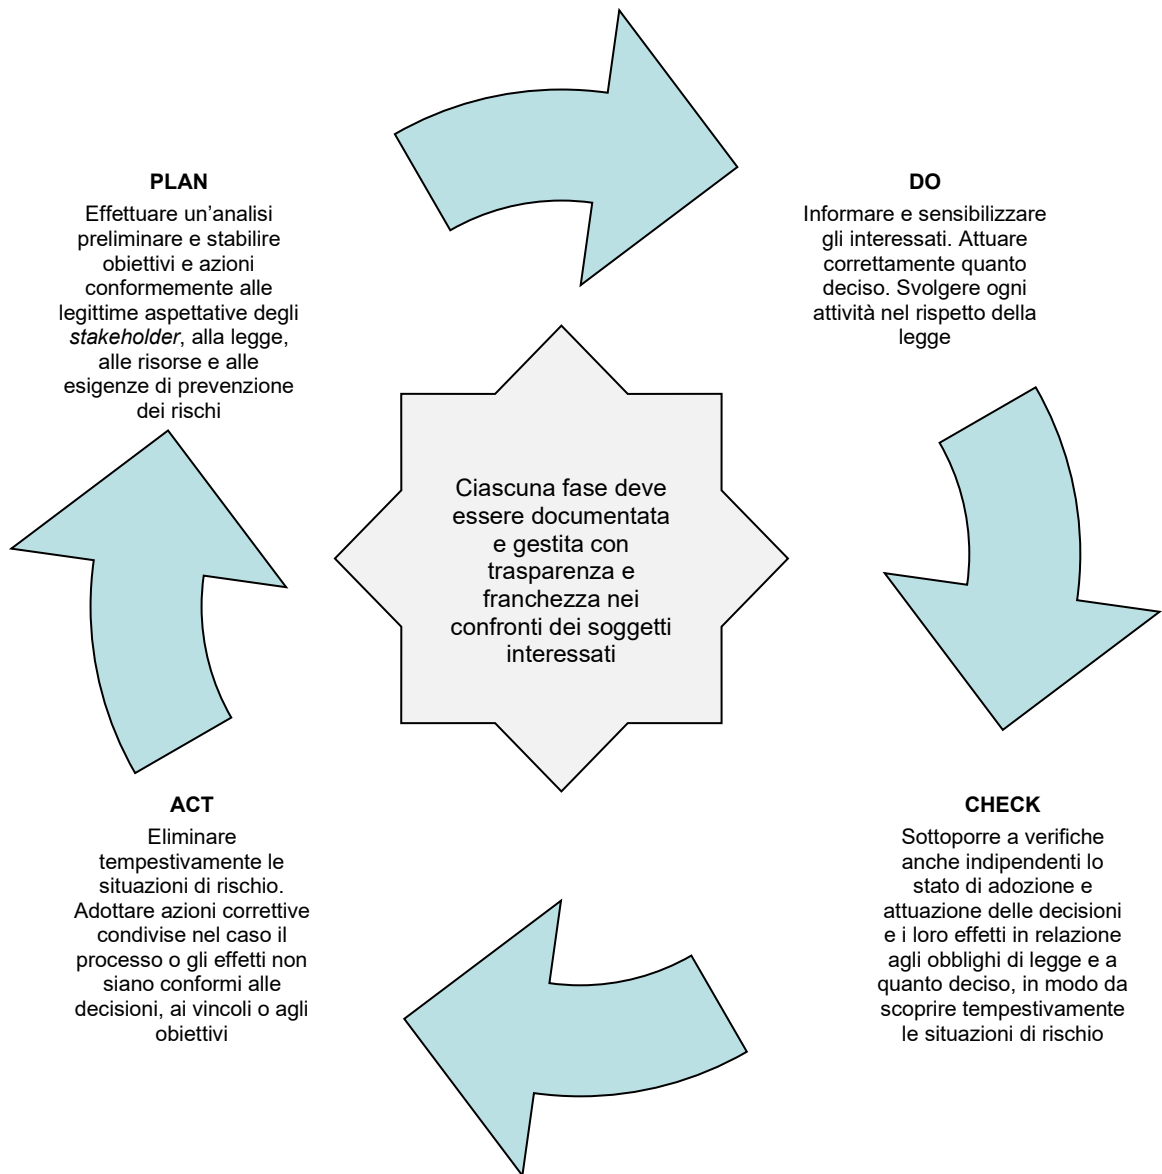 PLAN
Effettuare un’analisi
preliminare e stabilire
obiettivi e azioni
conformemente alle
legittime aspettative degli
stakeholder, alla legge,
alle risorse e alle
esigenze di prevenzione
dei rischi
DO
Informare e sensibilizzare
gli interessati. Attuare
correttamente quanto
deciso. Svolgere ogni
attività nel rispetto della
legge
Ciascuna fase deve
essere documentata
e gestita con
trasparenza e
franchezza nei
confronti dei soggetti
interessati
ACT
Eliminare
tempestivamente le
situazioni di rischio.
Adottare azioni correttive
condivise nel caso il
processo o gli effetti non
siano conformi alle
decisioni, ai vincoli o agli
obiettivi
CHECK
Sottoporre a verifiche
anche indipendenti lo
stato di adozione e
attuazione delle decisioni
e i loro effetti in relazione
agli obblighi di legge e a
quanto deciso, in modo da
scoprire tempestivamente
le situazioni di rischio